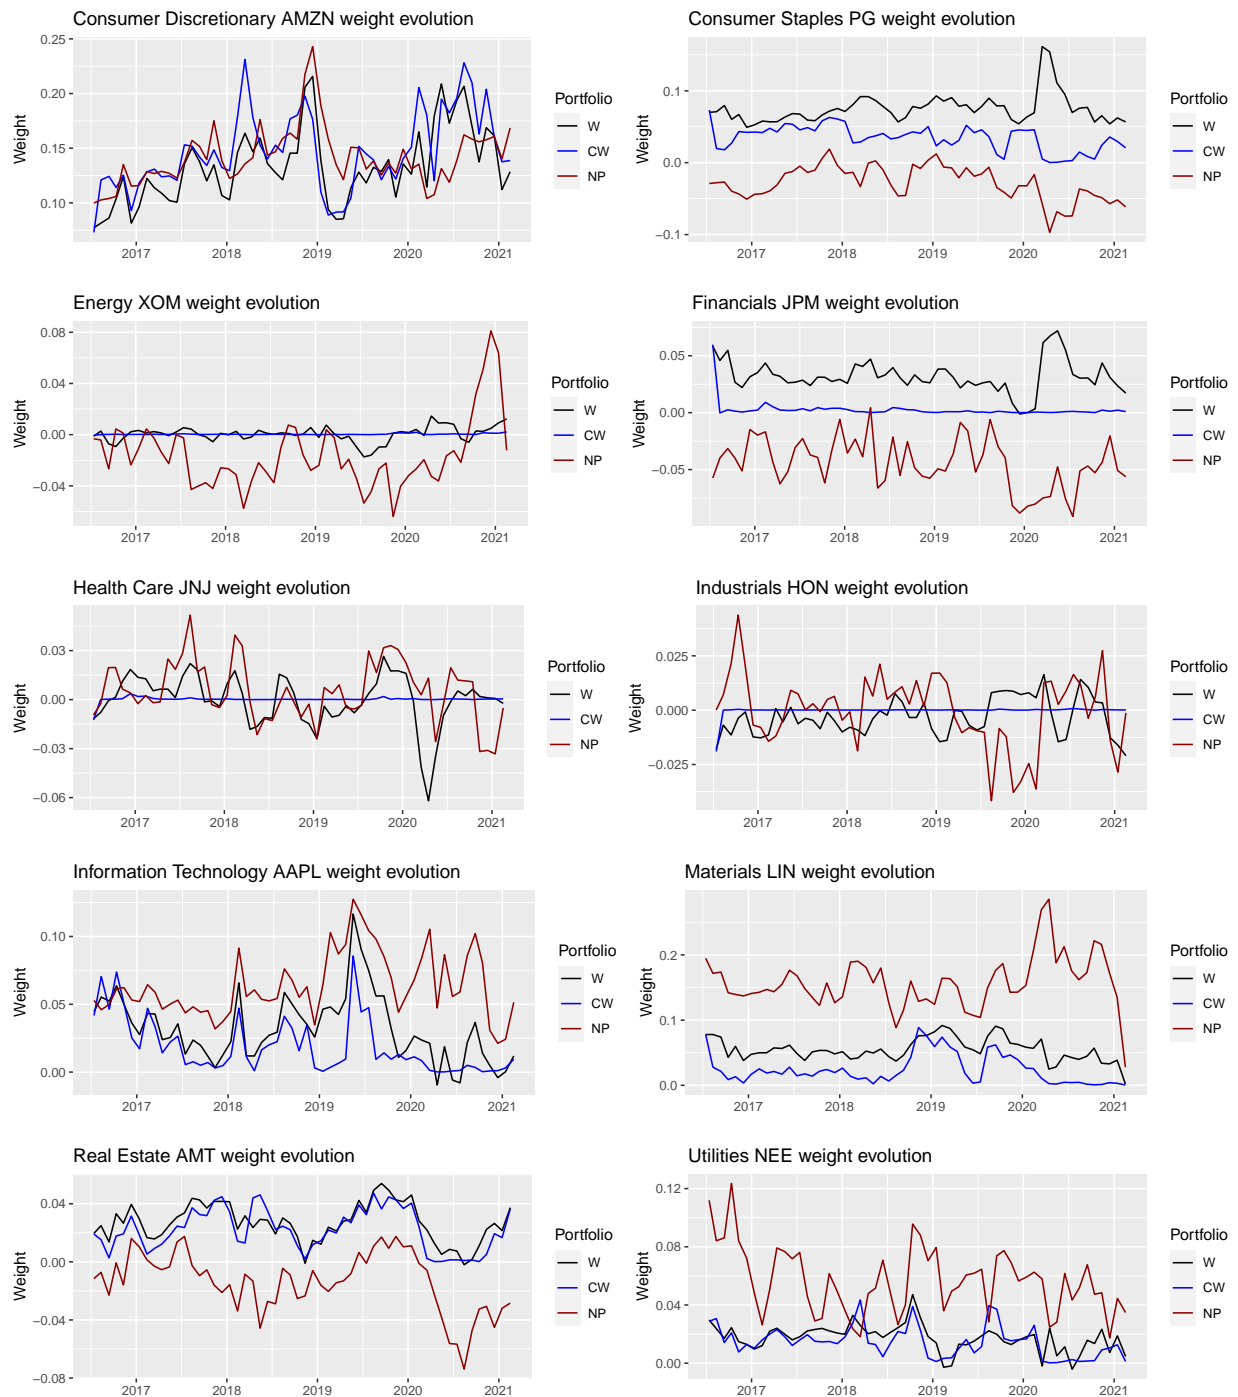 Consumer Discretionary AMZN weight evolution
Weight
0.25
0.20
0.15
0.10
2017 2018 2019 2020 2021
Portfolio
W
CW
NP
Consumer Staples PG weight evolution
Weight
0.1
0.0
−0.1
2017 2018 2019 2020 2021
Portfolio
W
CW
NP
Energy XOM weight evolution
Weight
0.08
0.04
0.00
−0.04
2017 2018 2019 2020 2021
Portfolio
W
CW
NP
Financials JPM weight evolution
Weight
0.05
0.00
−0.05
2017 2018 2019 2020 2021
Portfolio
W
CW
NP
Health Care JNJ weight evolution
Weight
0.03
0.00
−0.03
−0.06
2017 2018 2019 2020 2021
Portfolio
W
CW
NP
Industrials HON weight evolution
Weight
0.025
0.000
−0.025
2017 2018 2019 2020 2021
Portfolio
W
CW
NP
Information Technology AAPL weight evolution
Weight
0.10
0.05
0.00
2017 2018 2019 2020 2021
Portfolio
W
CW
NP
Materials LIN weight evolution
Weight
0.2
0.1
0.0
2017 2018 2019 2020 2021
Portfolio
W
CW
NP
Real Estate AMT weight evolution
Weight
0.04
0.00
−0.04
−0.08
2017 2018 2019 2020 2021
Portfolio
W
CW
NP
Utilities NEE weight evolution
Weight
0.12
0.08
0.04
0.00
2017 2018 2019 2020 2021
Portfolio
W
CW
NP